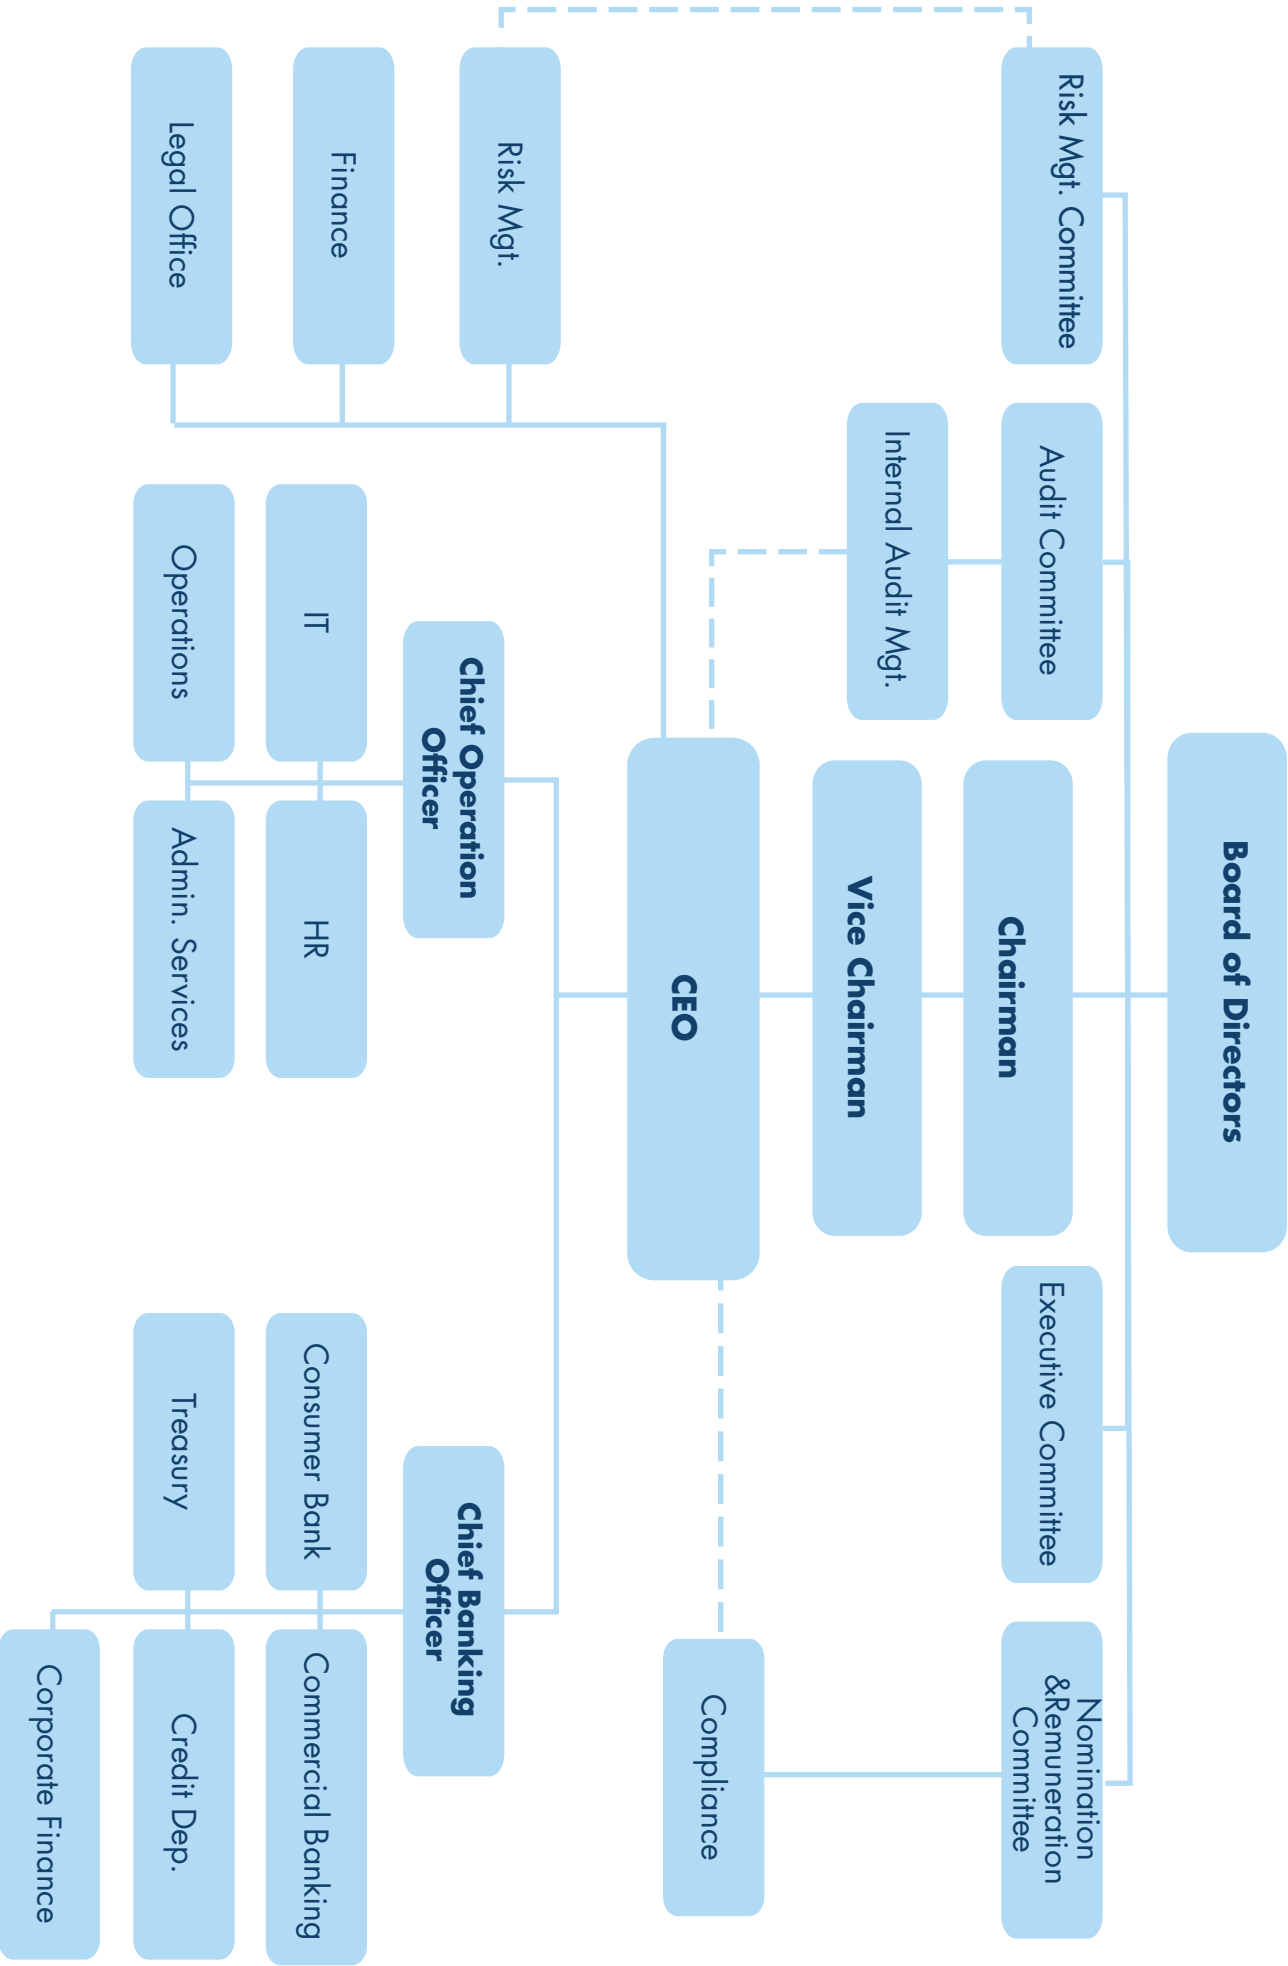 Board of Directors
Chairman
Vice Chairman
Risk Mgt. Committee
Audit Committee
Executive Committee
Nomination
&Remuneration
Committee
Internal Audit Mgt.
CEO
Compliance
Risk Mgt.
Finance
Legal Office
Chief Operation
Officer
IT
HR
Operations
Admin. Services
Chief Banking
Officer
Consumer Bank
Commercial Banking
Treasury
Credit Dep.
Corporate Finance